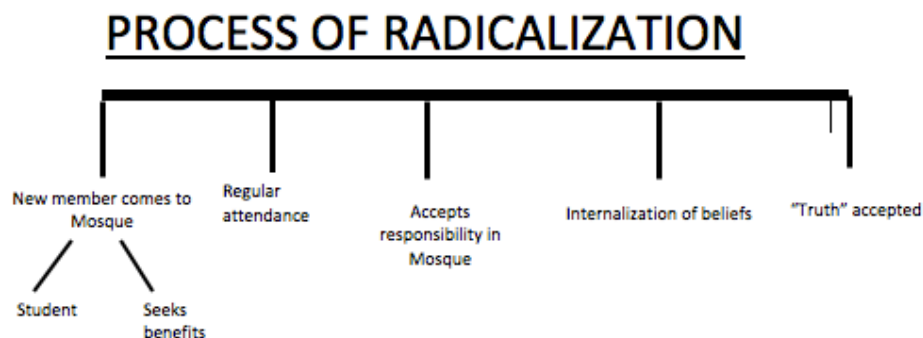 PROCESS OF RADICALIZATION
New member comes to
Mosque
Student
Seeks
benefits
Regular
attendance
Accepts
responsibility in
Mosque
Internalization of beliefs
"Truth" accepted